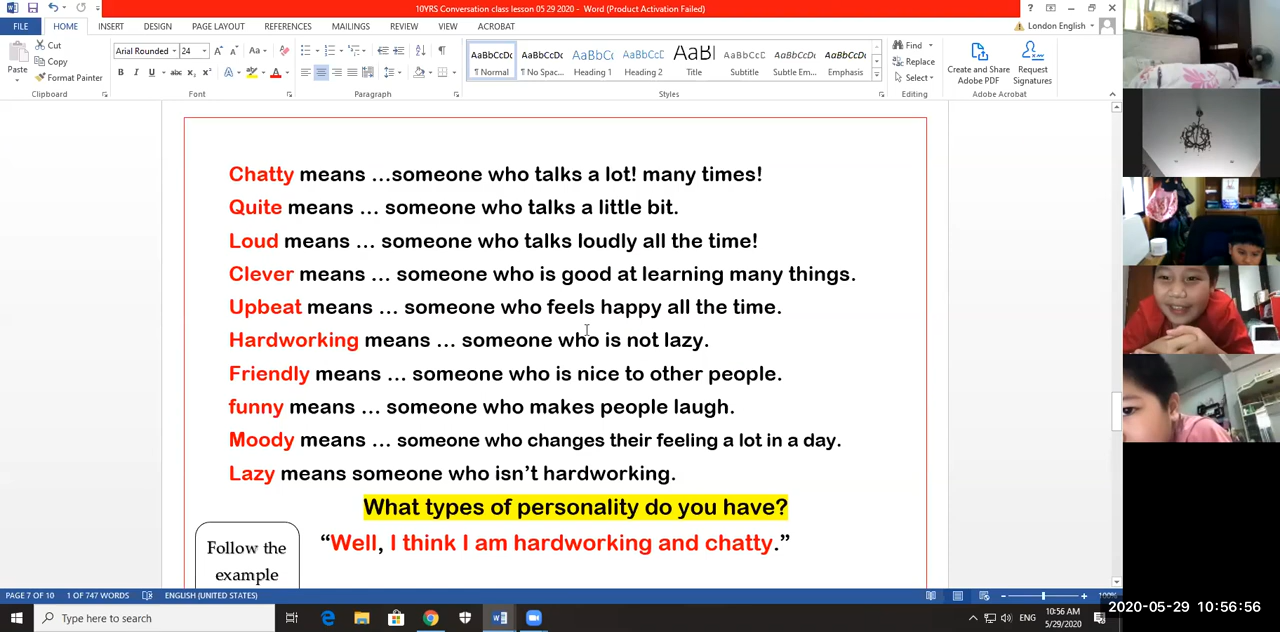 10YRS Conversation class lesson 05 29 2020 - Word (Product Activation Failed)
FILE HOME INSERT DESIGN PAGE LAYOUT REFERENCES MAILINGS REVIEW VIEW ACROBAT London English
Cut
Copy
Format Painter
Paste
Arial Rounded 24
AaBbCcDc AaBbCcDc AaBbCc AaBbCcC AaBl AaBbCcC AaBbCcDc AaBbCcDc
¶ Normal ¶ No Spac... Heading 1 Heading 2 Title Subtitle Subtle Em... Emphasis
Find
Replace
Select
Create and Share Adobe PDF
Request Signatures
Clipboard Font Paragraph Styles Editing Adobe Acrobat
Chatty means ...someone who talks a lot! many times!
Quite means ... someone who talks a little bit.
Loud means ... someone who talks loudly all the time!
Clever means ... someone who is good at learning many things.
Upbeat means ... someone who feels happy all the time.
Hardworking means ... someone who is not lazy.
Friendly means ... someone who is nice to other people.
funny means ... someone who makes people laugh.
Moody means ... someone who changes their feeling a lot in a day.
Lazy means someone who isn't hardworking.
What types of personality do you have?
"Well, I think I am hardworking and chatty."
Follow the
example
PAGE 7 OF 10 1 OF 747 WORDS ENGLISH (UNITED STATES) 100%
Type here to search
ENG
10:56 AM
5/29/2020
2020-05-29 10:56:56